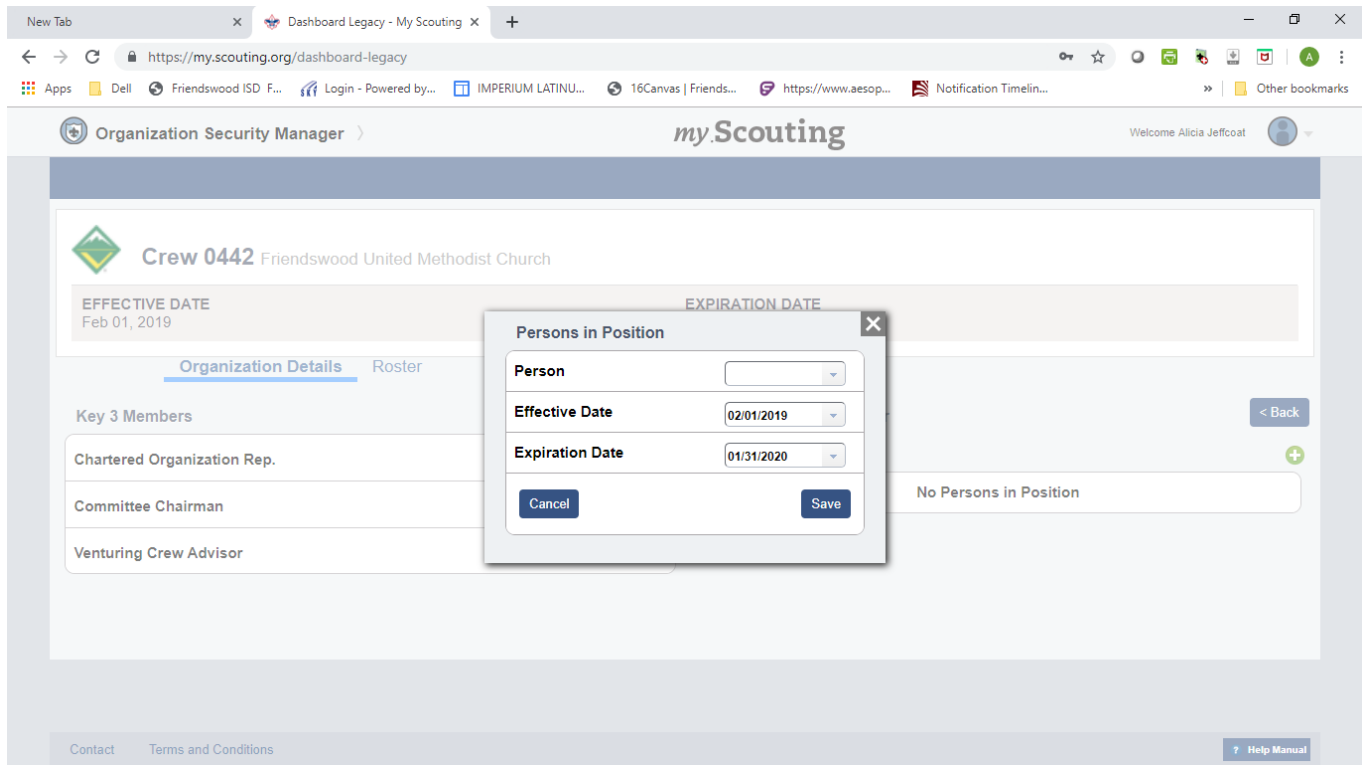 New Tab
Dashboard Legacy - My Scouting
https://my.scouting.org/dashboard-legacy
A
Apps
Dell
Friendswood ISD F...
Login - Powered by...
IMPERIUM LATINU...
16Canvas | Friends...
https://www.aesop...
Notification Timelin...
»
Other bookmarks
Organization Security Manager
my.Scouting
Welcome Alicia Jeffcoat
Crew 0442 Friendswood United Methodist Church
EFFECTIVE DATE
Feb 01, 2019
EXPIRATION DATE
Organization Details
Roster
Key 3 Members
< Back
Chartered Organization Rep.
Committee Chairman
Venturing Crew Advisor
No Persons in Position
Persons in Position
Person
Effective Date
02/01/2019
Expiration Date
01/31/2020
Cancel
Save
Contact
Terms and Conditions
? Help Manual